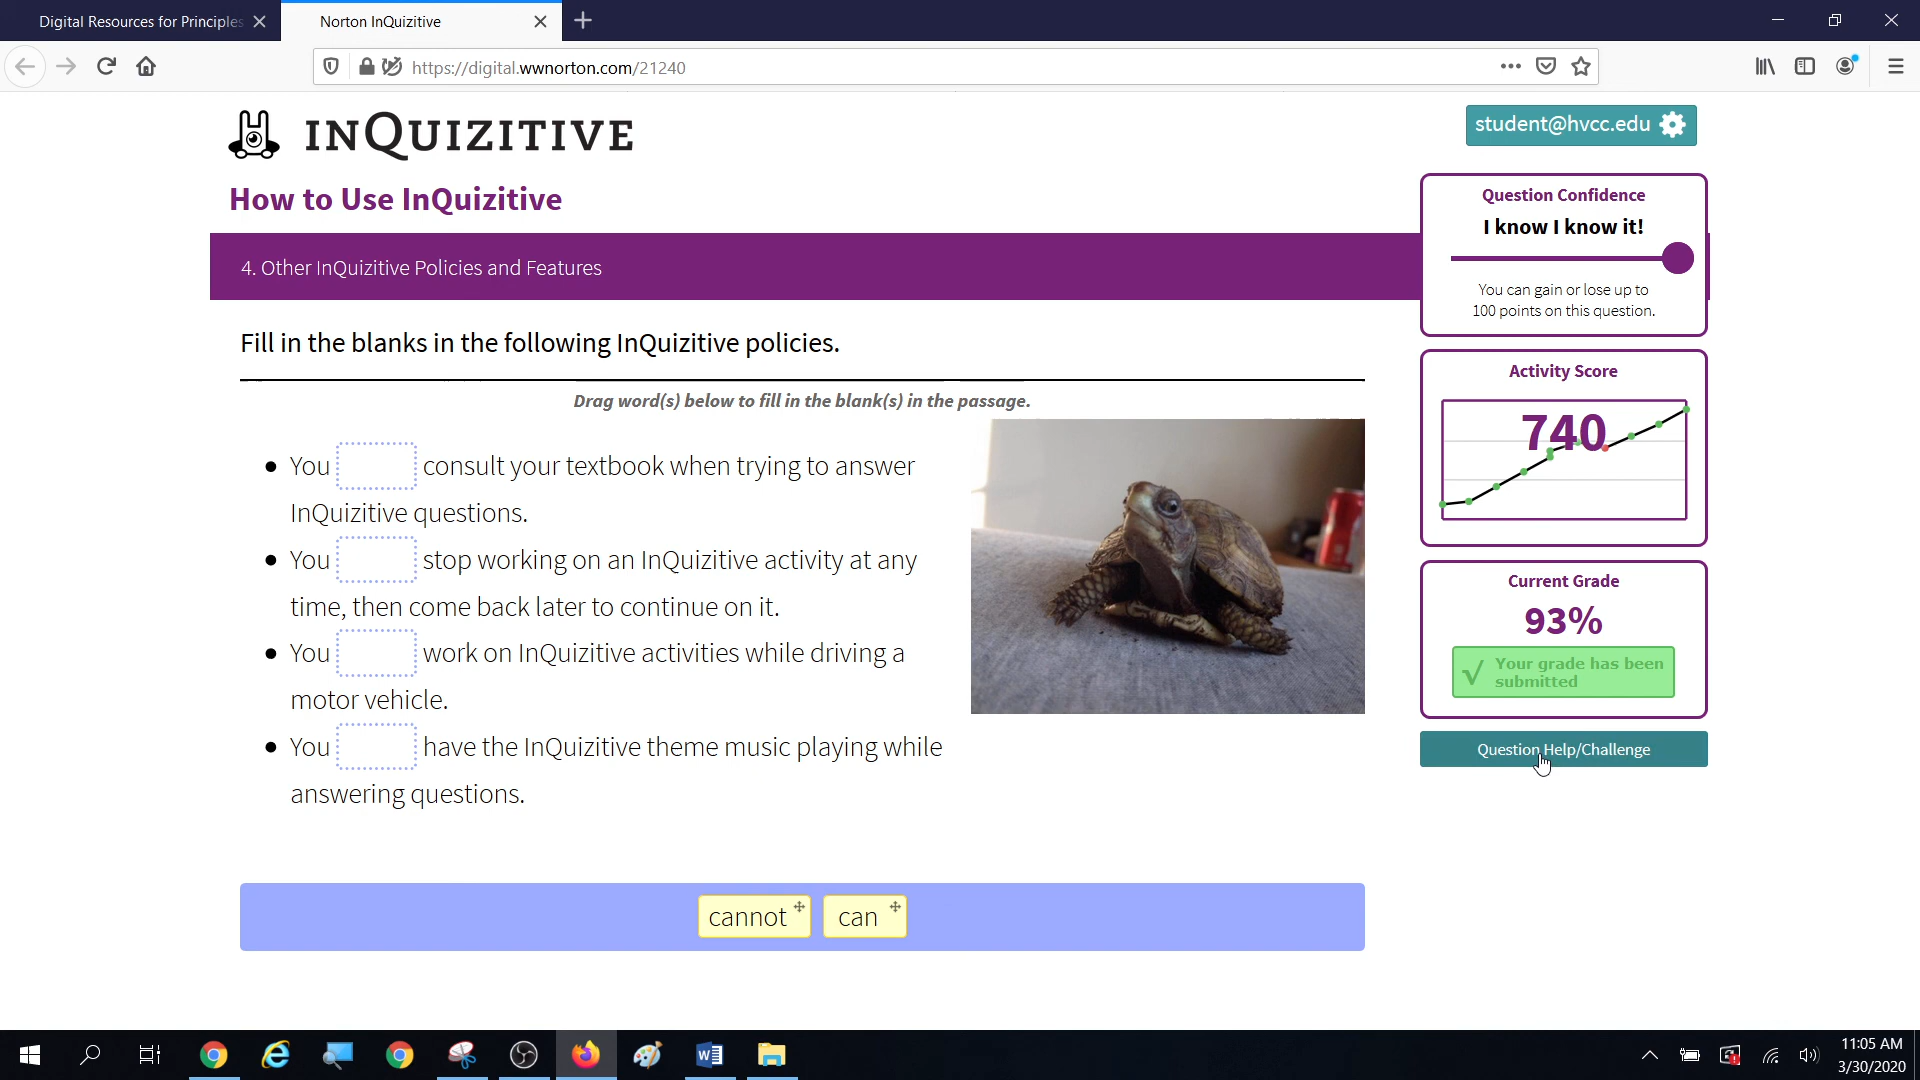 Digital Resources for Principles
Norton InQuizitive
https://digital.wwnorton.com/21240
INQUIZITIVE
student@hvcc.edu
How to Use InQuizitive
4. Other InQuizitive Policies and Features
Question Confidence
I know I know it!
You can gain or lose up to
100 points on this question.
Fill in the blanks in the following InQuizitive policies.
Drag word(s) below to fill in the blank(s) in the passage.
You consult your textbook when trying to answer
InQuizitive questions.
You stop working on an InQuizitive activity at any
time, then come back later to continue on it.
You work on InQuizitive activities while driving a
motor vehicle.
You have the InQuizitive theme music playing while
answering questions.
cannot can
Activity Score
740
Current Grade
93%
√ Your grade has been
submitted
Question Help/Challenge
11:05 AM
3/30/2020